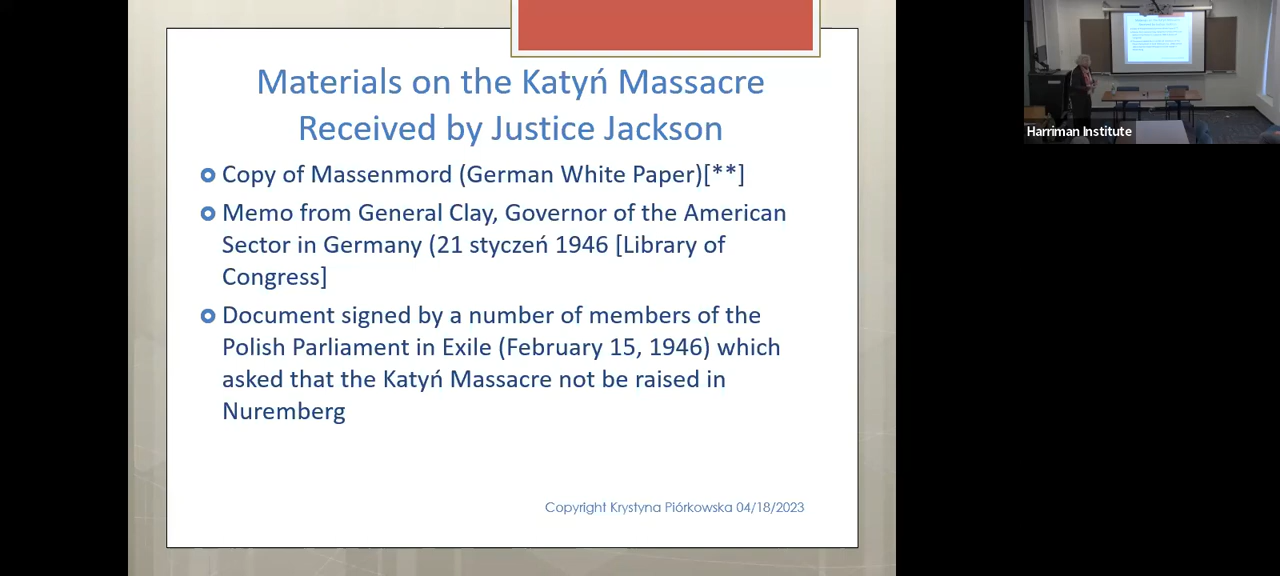 Materials on the Katyń Massacre
Received by Justice Jackson
Copy of Massenmord (German White Paper)[**]
Memo from General Clay, Governor of the American
Sector in Germany (21 styczeń 1946 [Library of
Congress]
Document signed by a number of members of the
Polish Parliament in Exile (February 15, 1946) which
asked that the Katyń Massacre not be raised in
Nuremberg
Copyright Krystyna Piórkowska 04/18/2023
Harriman Institute